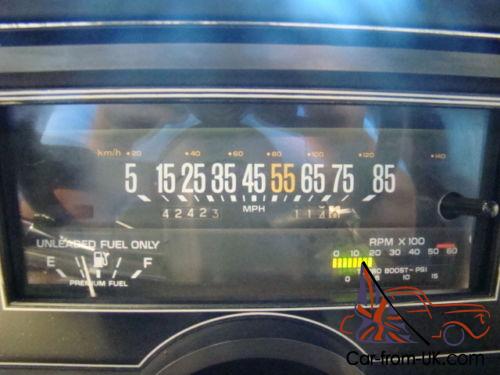 km/h 20 40 60 80 100 120 140
5 15 25 35 45 55 65 75 85
42423 MPH
UNLEADED FUEL ONLY
E F
PREMIUM FUEL
RPM X 100
0 10 20 30 40 50 60
BOOST-PSI
0 5 10 15
Car-from-UK.com